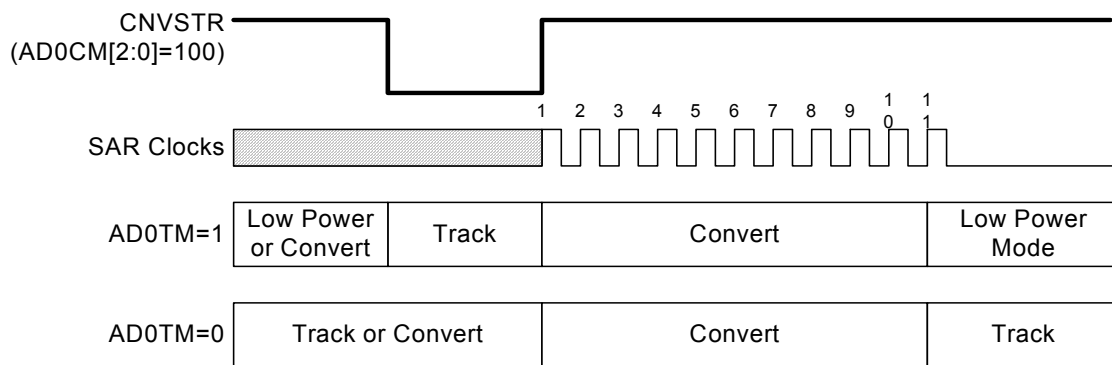 CNVSTR
(AD0CM[2:0]=100)
1 2 3 4 5 6 7 8 9 10 11
SAR Clocks
AD0TM=1
Low Power
or Convert
Track
Convert
Low Power
Mode
AD0TM=0
Track or Convert
Convert
Track